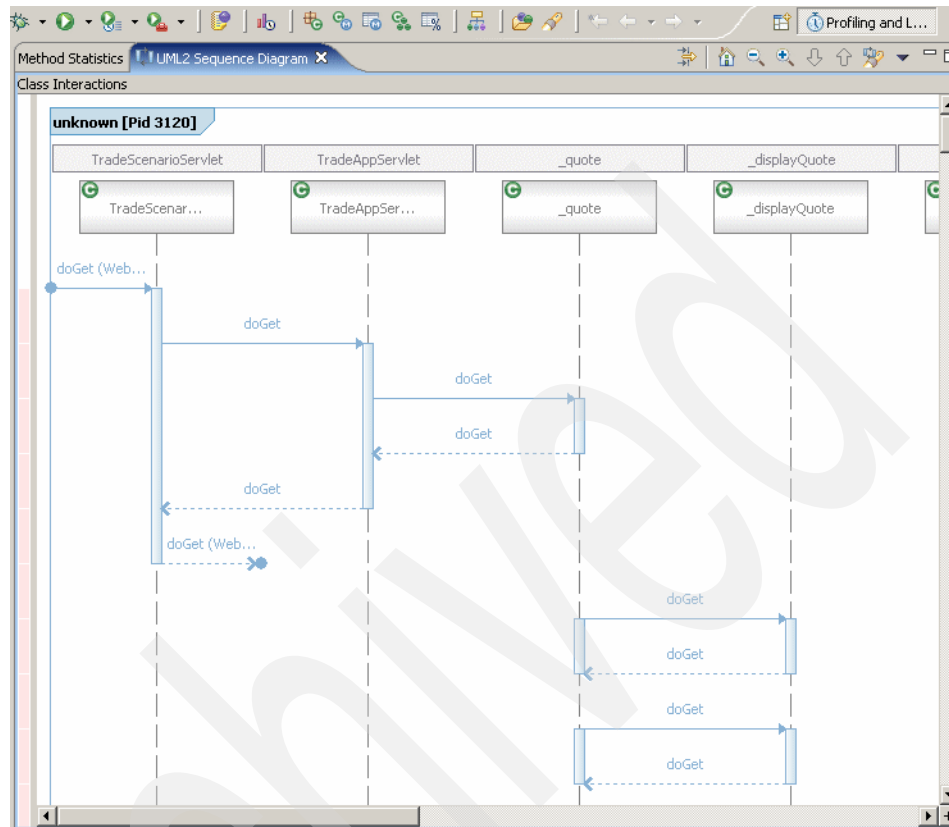 Profiling and L...
Method Statistics
UML2 Sequence Diagram
Class Interactions
unknown [Pid 3120]
TradeScenarioServlet
TradeAppServlet
_quote
_displayQuote
TradeScenar...
TradeAppSer...
_quote
_displayQuote
doGet (Web...
doGet
doGet
doGet
doGet
doGet (Web...
doGet
doGet
doGet
doGet